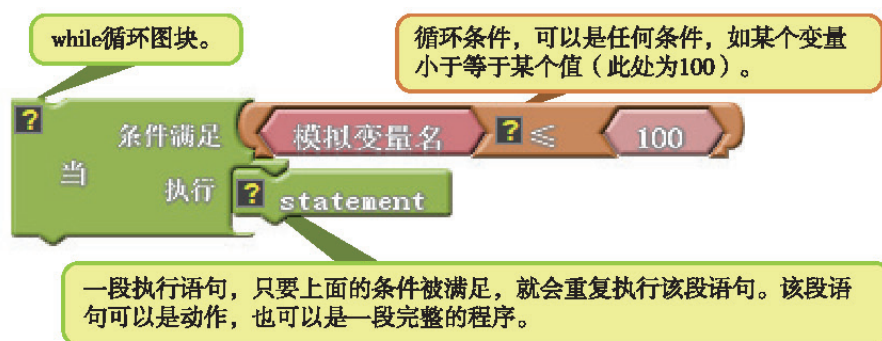 while循环图块。
循环条件，可以是任何条件，如某个变量
小于等于某个值（此处为100）。
?
条件满足
模拟变量名
? ≤
100
当
执行
? statement
一段执行语句，只要上面的条件被满足，就会重复执行该段语句。该段语
句可以是动作，也可以是一段完整的程序。